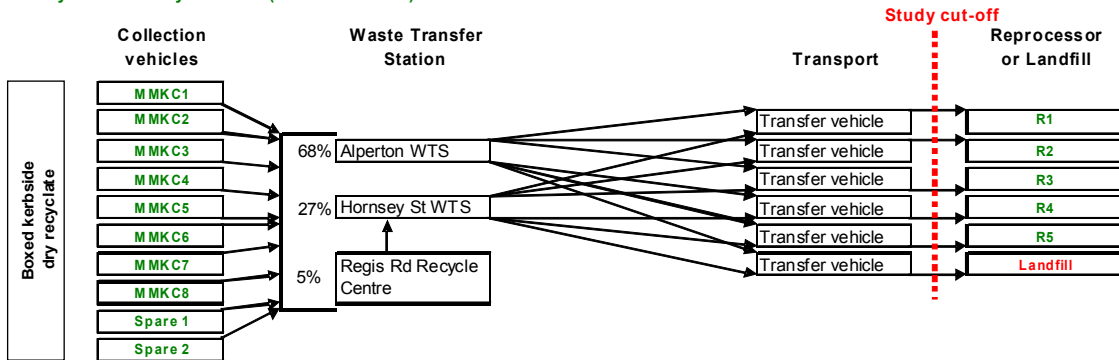 Study cut-off
Collection
vehicles
Waste Transfer
Station
Transport
Reprocessor
or Landfill
Boxed kerbside
dry recyclate
MMKC1
MMKC2
MMKC3
MMKC4
MMKC5
MMKC6
MMKC7
MMKC8
Spare 1
Spare 2
68%
Alperton WTS
27%
Hornsey St WTS
5%
Regis Rd Recycle
Centre
Transfer vehicle
Transfer vehicle
Transfer vehicle
Transfer vehicle
Transfer vehicle
Transfer vehicle
R1
R2
R3
R4
R5
Landfill